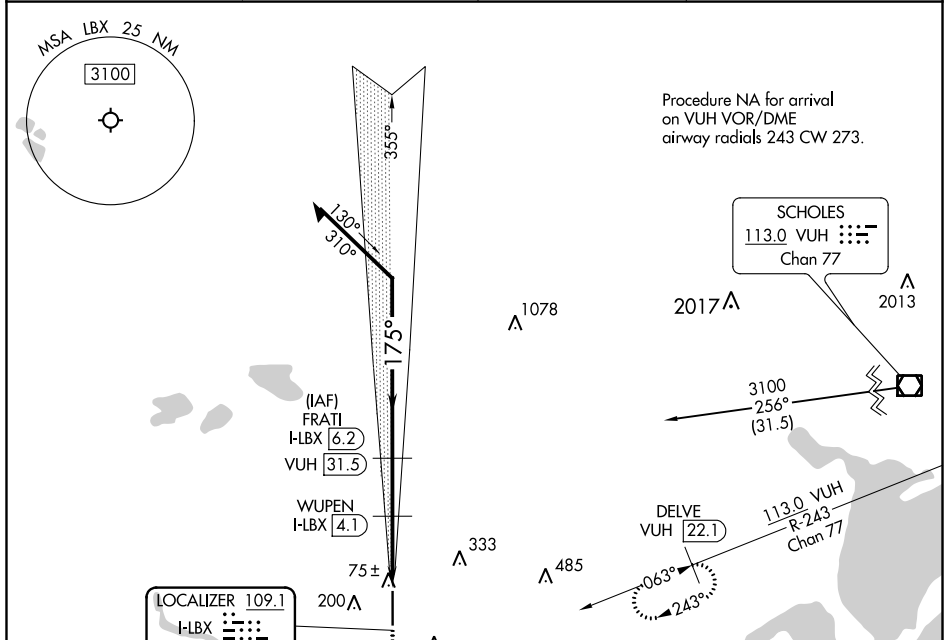 MSA LBX 25 NM
3100
355°
Procedure NA for arrival
on VUH VOR/DME
airway radials 243 CW 273.
130°
310°
SCHOLES
113.0 VUH
Chan 77
1078
2017
2013
175°
3100
256°
(31.5)
(IAF)
FRATI
I-LBX 6.2
VUH 31.5
WUPEN
I-LBX 4.1
DELVE
VUH 22.1
113.0 VUH
R-243
Chan 77
333
485
75±
063°
243°
200
LOCALIZER 109.1
I-LBX